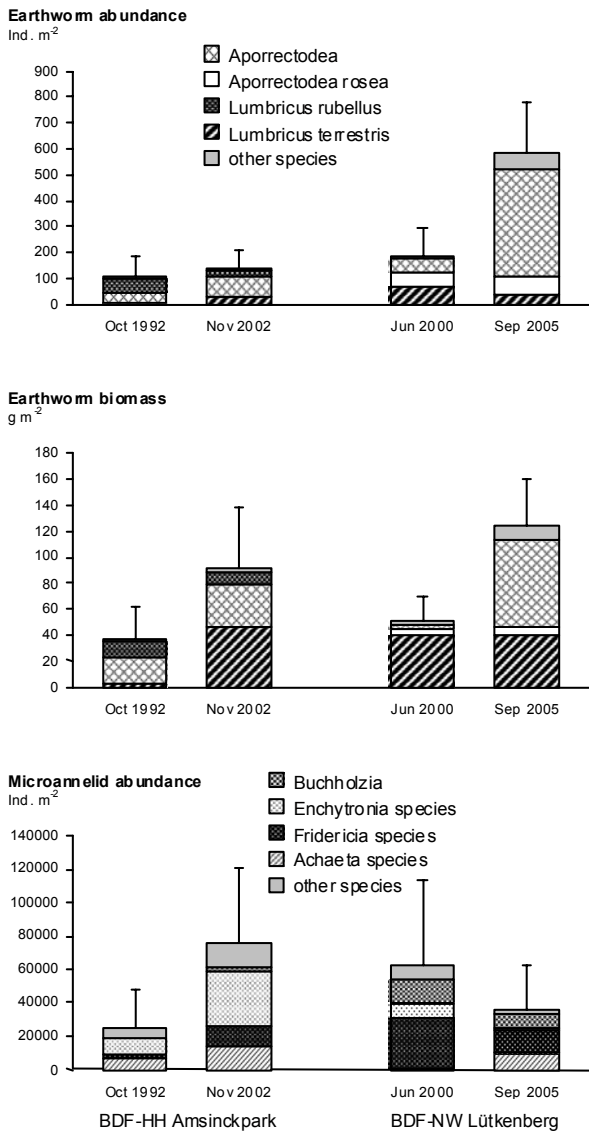 Earthworm abundance
Ind. m-2
Aporrectodea
Aporrectodea rosea
Lumbricus rubellus
Lumbricus terrestris
other species
900
800
700
600
500
400
300
200
100
0
Oct 1992 Nov 2002 Jun 2000 Sep 2005
Earthworm biomass
g m-2
180
160
140
120
100
80
60
40
20
0
Oct 1992 Nov 2002 Jun 2000 Sep 2005
Microannelid abundance
Ind. m-2
Buchholzia
Enchytronia species
Fridericia species
Achaeta species
other species
140000
120000
100000
80000
60000
40000
20000
0
Oct 1992 Nov 2002 Jun 2000 Sep 2005
BDF-HH Amsinckpark BDF-NW Lütkenberg